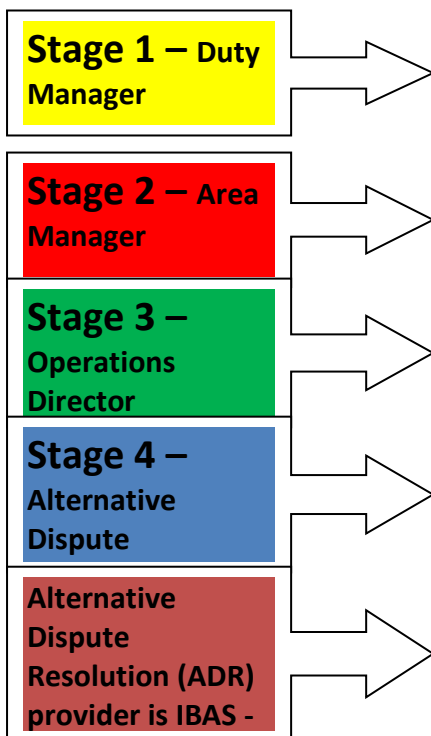 Stage 1 – Duty
Manager
Stage 2 – Area
Manager
Stage 3 –
Operations
Director
Stage 4 –
Alternative
Dispute
Alternative
Dispute
Resolution (ADR)
provider is IBAS -